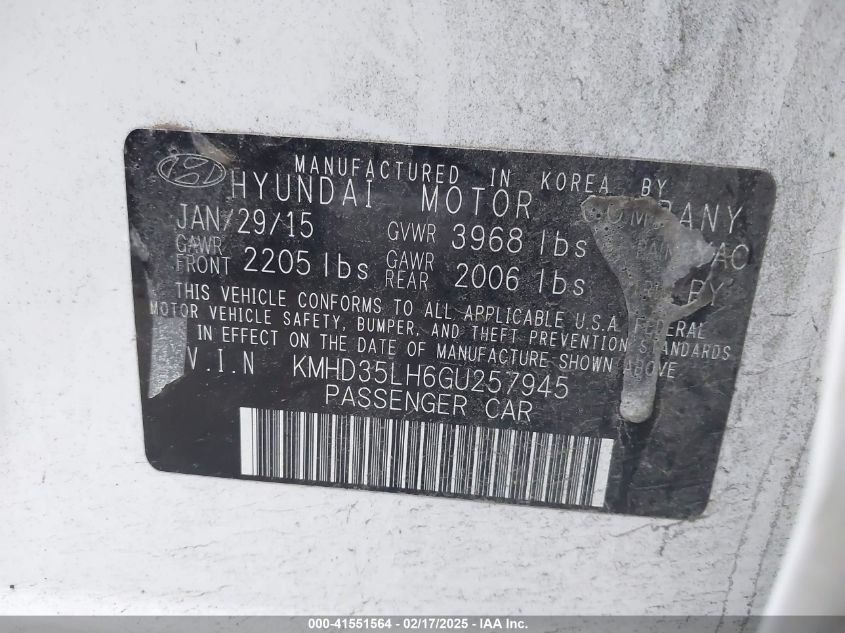 MANUFACTURED IN KOREA BY
HYUNDAI MOTOR COMPANY
JAN/29/15 GVWR 3968 lbs
GAWR FRONT 2205 lbs GAWR REAR 2006 lbs
THIS VEHICLE CONFORMS TO ALL APPLICABLE U.S.A. FEDERAL
MOTOR VEHICLE SAFETY, BUMPER, AND THEFT PREVENTION STANDARDS
IN EFFECT ON THE DATE OF MANUFACTURE SHOWN ABOVE
V.I.N KMHD35LH6GU257945
PASSENGER CAR
000-41551564 - 02/17/2025 - IAA Inc.